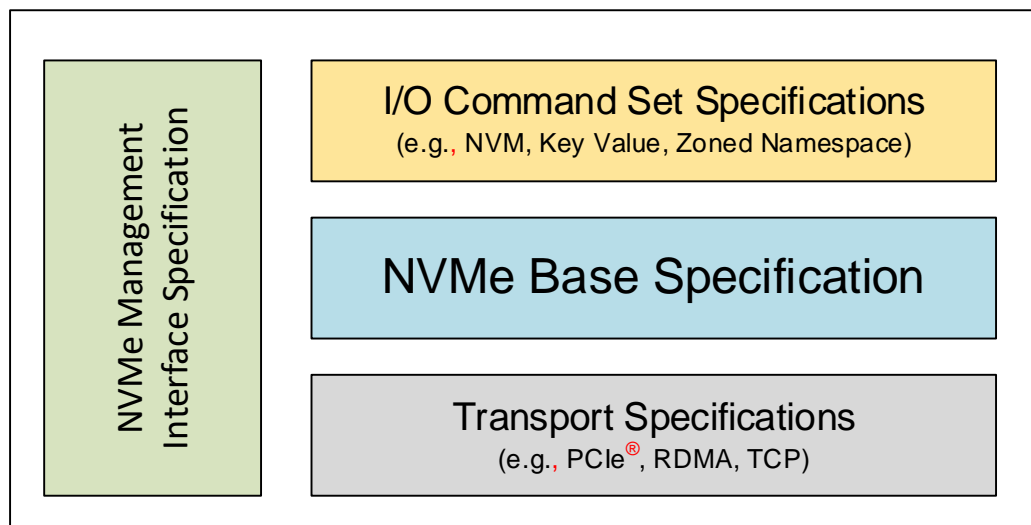 NVMe Management
Interface Specification
I/O Command Set Specifications
(e.g., NVM, Key Value, Zoned Namespace)
NVMe Base Specification
Transport Specifications
(e.g., PCIe®, RDMA, TCP)